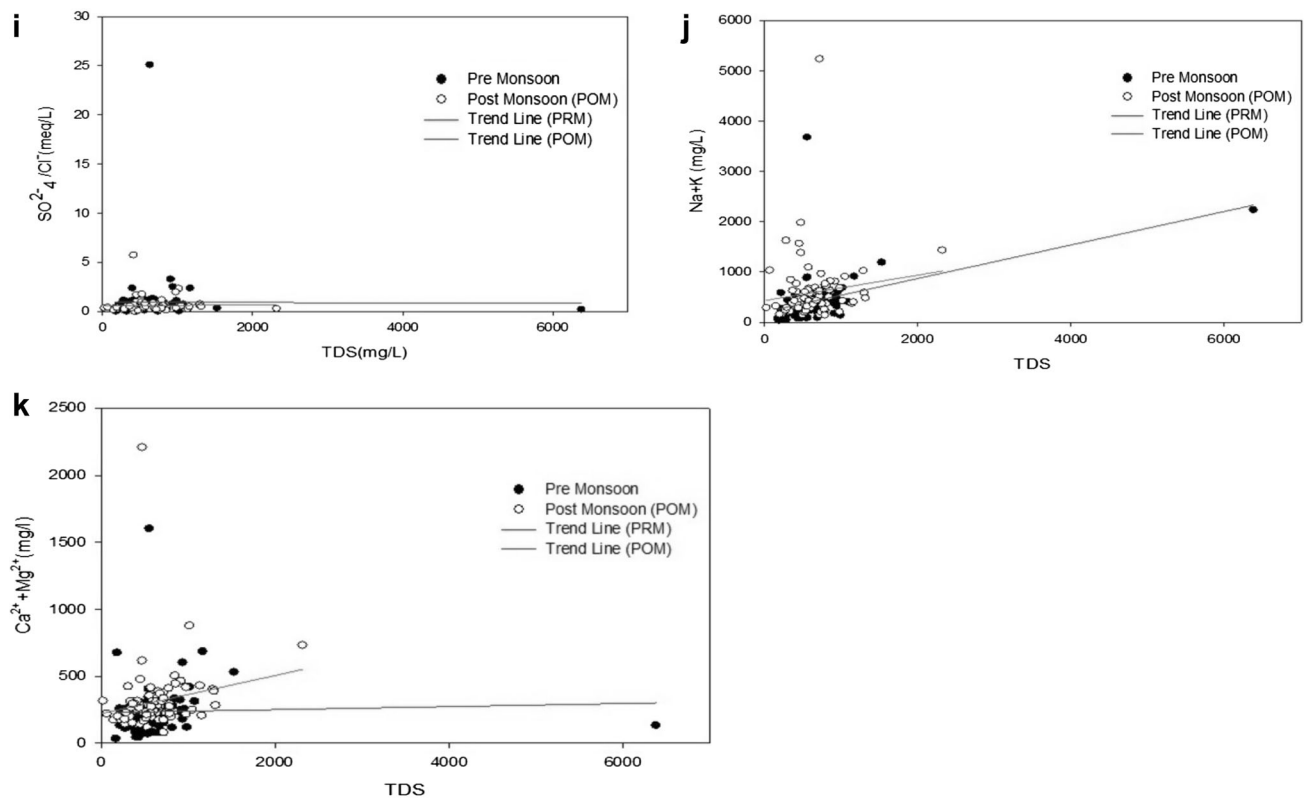 i
30
25
20
15
10
5
0
SO2-4 /Cl-(meq/L)
Pre Monsoon
Post Monsoon (POM)
Trend Line (PRM)
Trend Line (POM)
0 2000 4000 6000
TDS(mg/L)
j
6000
5000
4000
3000
2000
1000
0
Na+K (mg/L)
Pre Monsoon
Post Monsoon (POM)
Trend Line (PRM)
Trend Line (POM)
0 2000 4000 6000
TDS
k
2500
2000
1500
1000
500
0
Ca2++Mg2+(mg/l)
Pre Monsoon
Post Monsoon (POM)
Trend Line (PRM)
Trend Line (POM)
0 2000 4000 6000
TDS